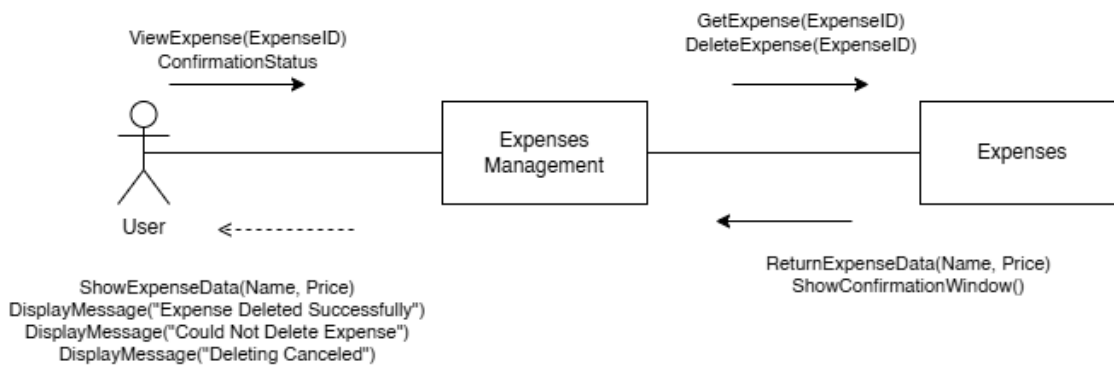 ViewExpense(ExpenseID)
ConfirmationStatus
GetExpense(ExpenseID)
DeleteExpense(ExpenseID)
Expenses
Management
Expenses
User
ShowExpenseData(Name, Price)
DisplayMessage("Expense Deleted Successfully")
DisplayMessage("Could Not Delete Expense")
DisplayMessage("Deleting Canceled")
ReturnExpenseData(Name, Price)
ShowConfirmationWindow()